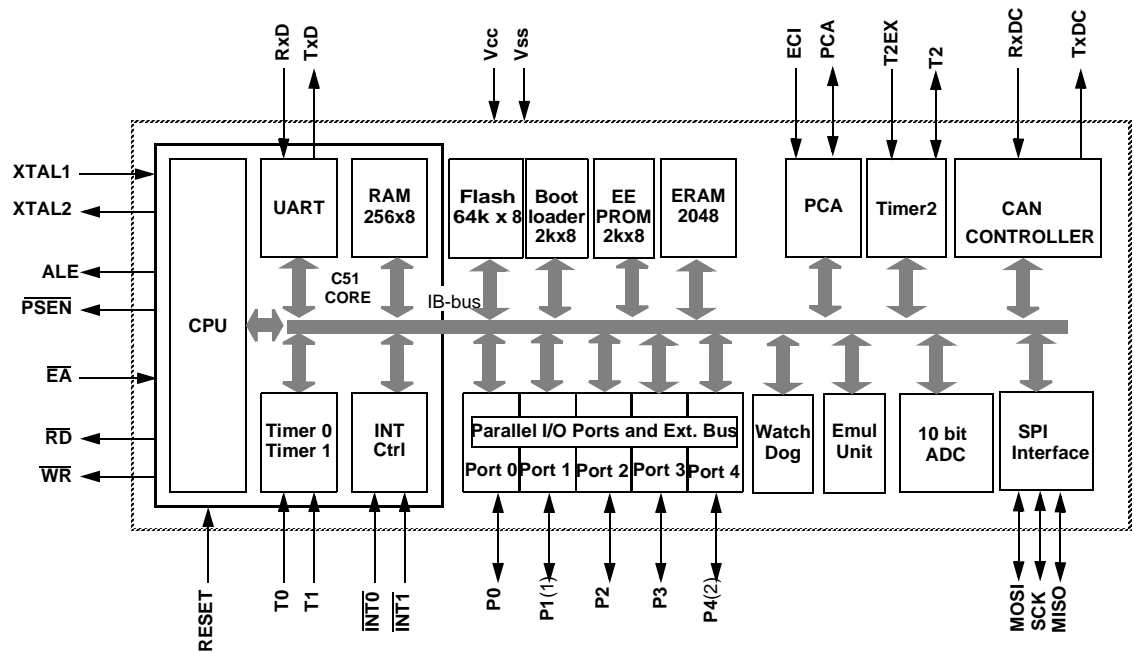 RxD
TxD
Vcc
Vss
ECI
PCA
T2EX
T2
RxDC
TxDC
XTAL1
XTAL2
ALE
PSEN
EA
RD
WR
CPU
UART
RAM
256x8
C51
CORE
IB-bus
Flash
64k x 8
Boot
loader
2kx8
EE
PROM
2kx8
ERAM
2048
PCA
Timer2
CAN
CONTROLLER
Timer 0
Timer 1
INT
Ctrl
Parallel I/O Ports and Ext. Bus
Port 0
Port 1
Port 2
Port 3
Port 4
Watch
Dog
Emul
Unit
10 bit
ADC
SPI
Interface
RESET
T0
T1
INT0
INT1
P0
P1(1)
P2
P3
P4(2)
MOSI
SCK
MISO